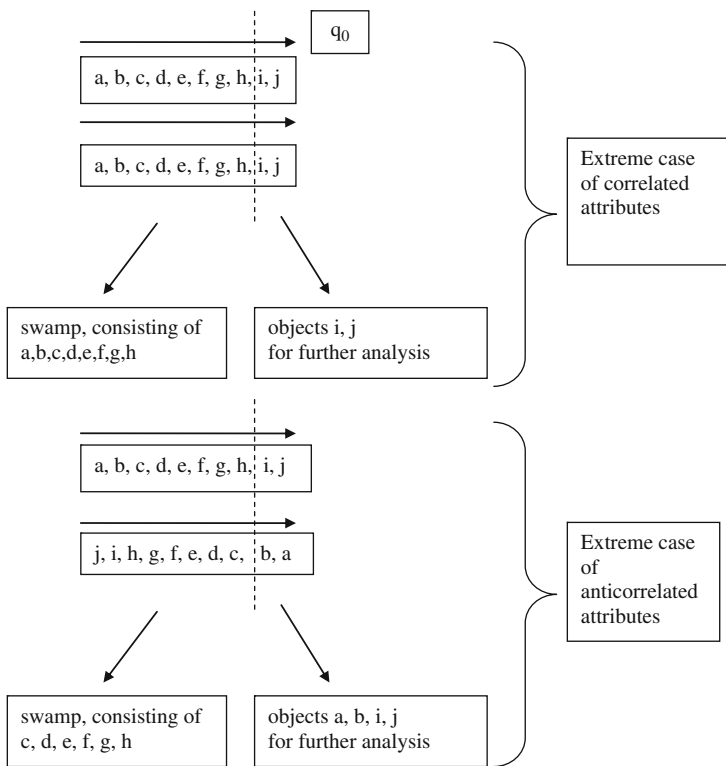 q0
a, b, c, d, e, f, g, h, i, j
a, b, c, d, e, f, g, h, i, j
Extreme case
of correlated
attributes
swamp, consisting of
a,b,c,d,e,f,g,h
objects i, j
for further analysis
a, b, c, d, e, f, g, h, i, j
j, i, h, g, f, e, d, c, b, a
Extreme case
of
anticorrelated
attributes
swamp, consisting of
c, d, e, f, g, h
objects a, b, i, j
for further analysis